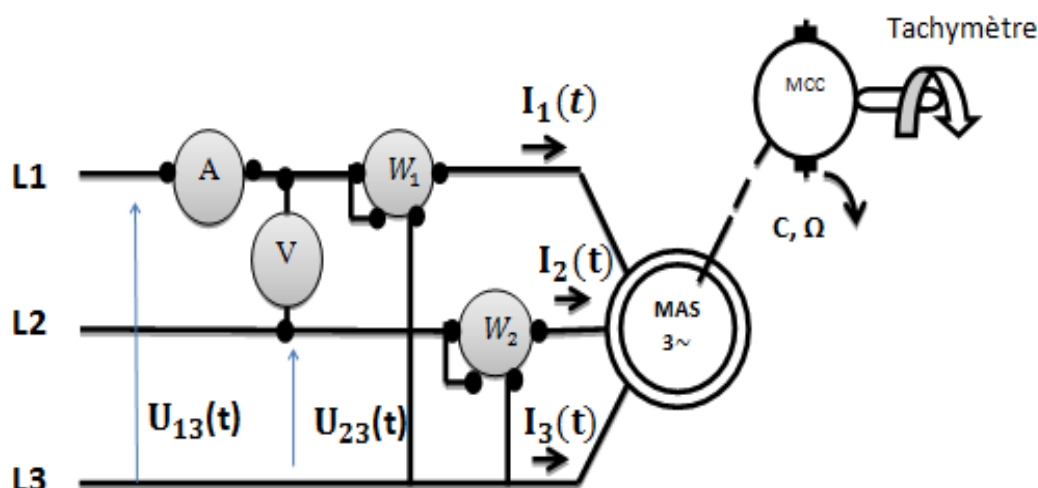 Tachymètre
MCC
I₁(t)
L1
A
W₁
V
C, Ω
I₂(t)
L2
W₂
MAS
3~
U₁₃(t)
U₂₃(t)
I₃(t)
L3